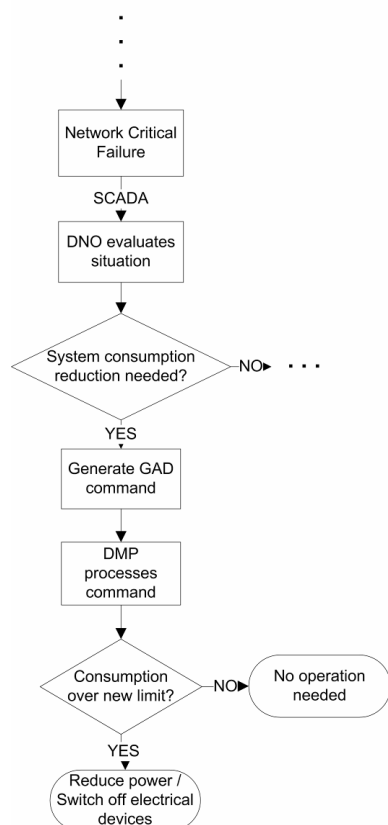 Network Critical
Failure
SCADA
DNO evaluates
situation
System consumption
reduction needed?
NO
YES
Generate GAD
command
DMP
processes
command
Consumption
over new limit?
NO
No operation
needed
YES
Reduce power /
Switch off electrical
devices